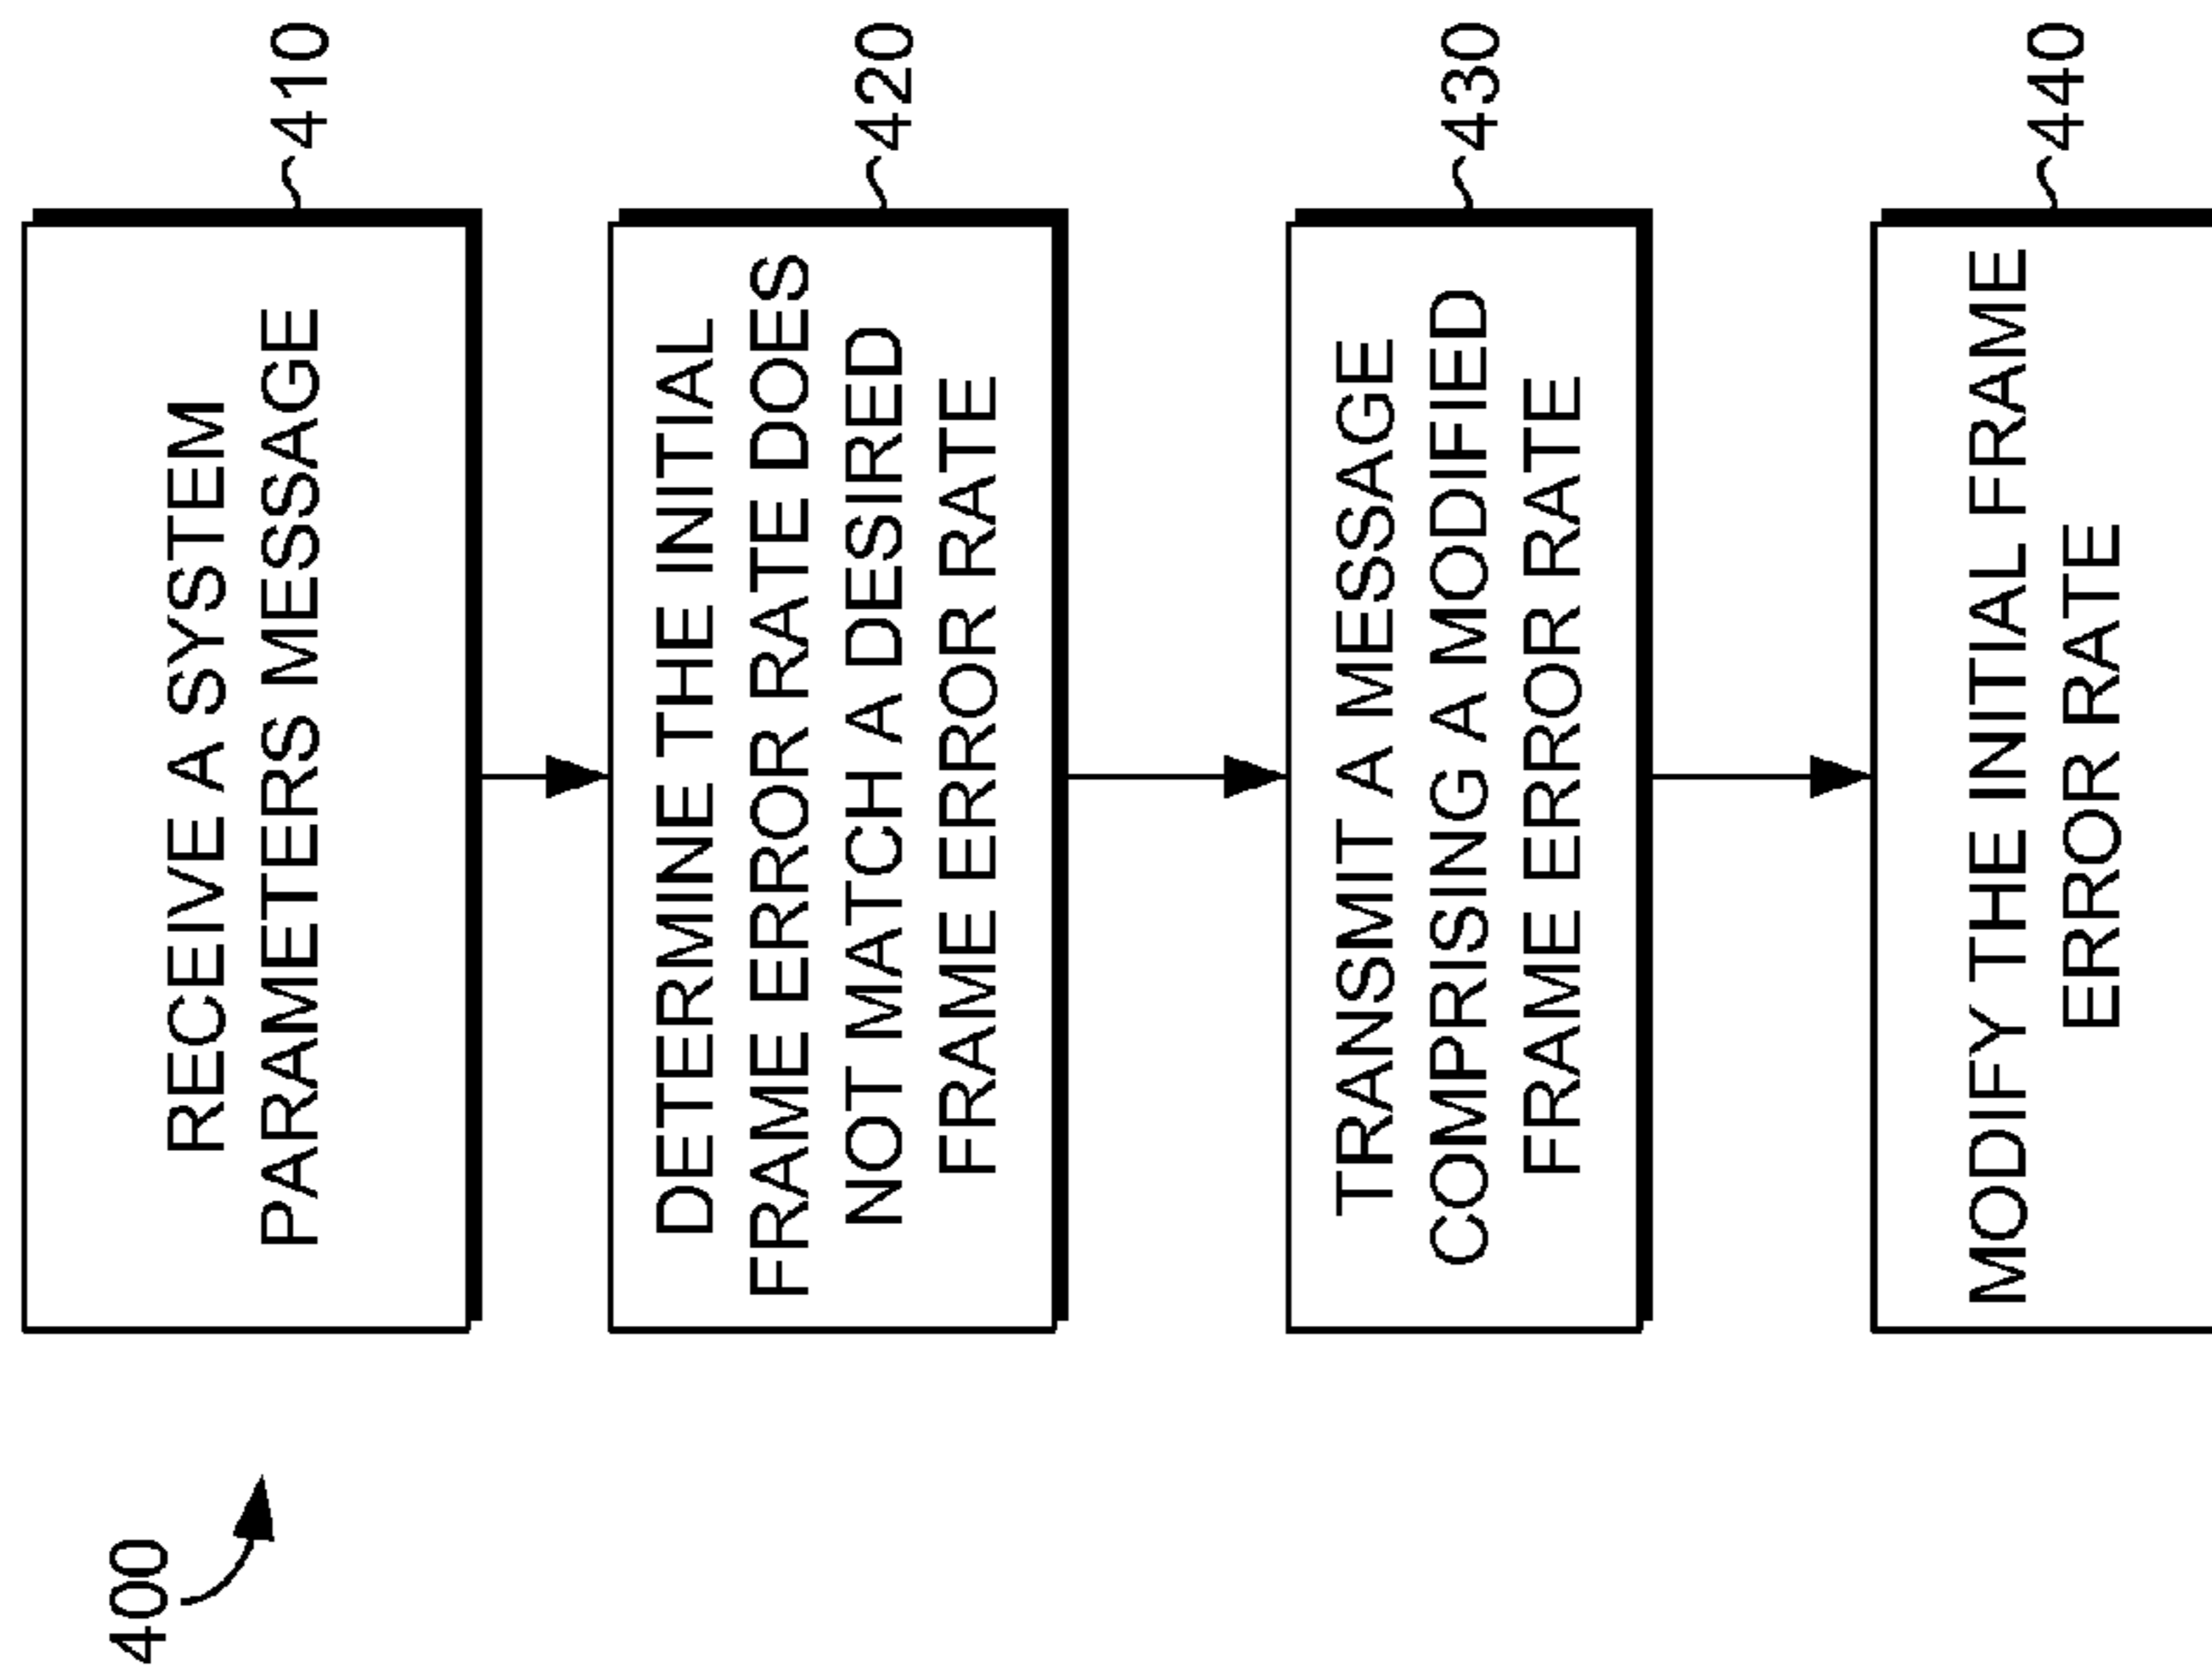 400
RECEIVE A SYSTEM
PARAMETERS MESSAGE
410
DETERMINE THE INITIAL
FRAME ERROR RATE DOES
NOT MATCH A DESIRED
FRAME ERROR RATE
420
TRANSMIT A MESSAGE
COMPRISING A MODIFIED
FRAME ERROR RATE
430
MODIFY THE INITIAL FRAME
ERROR RATE
440